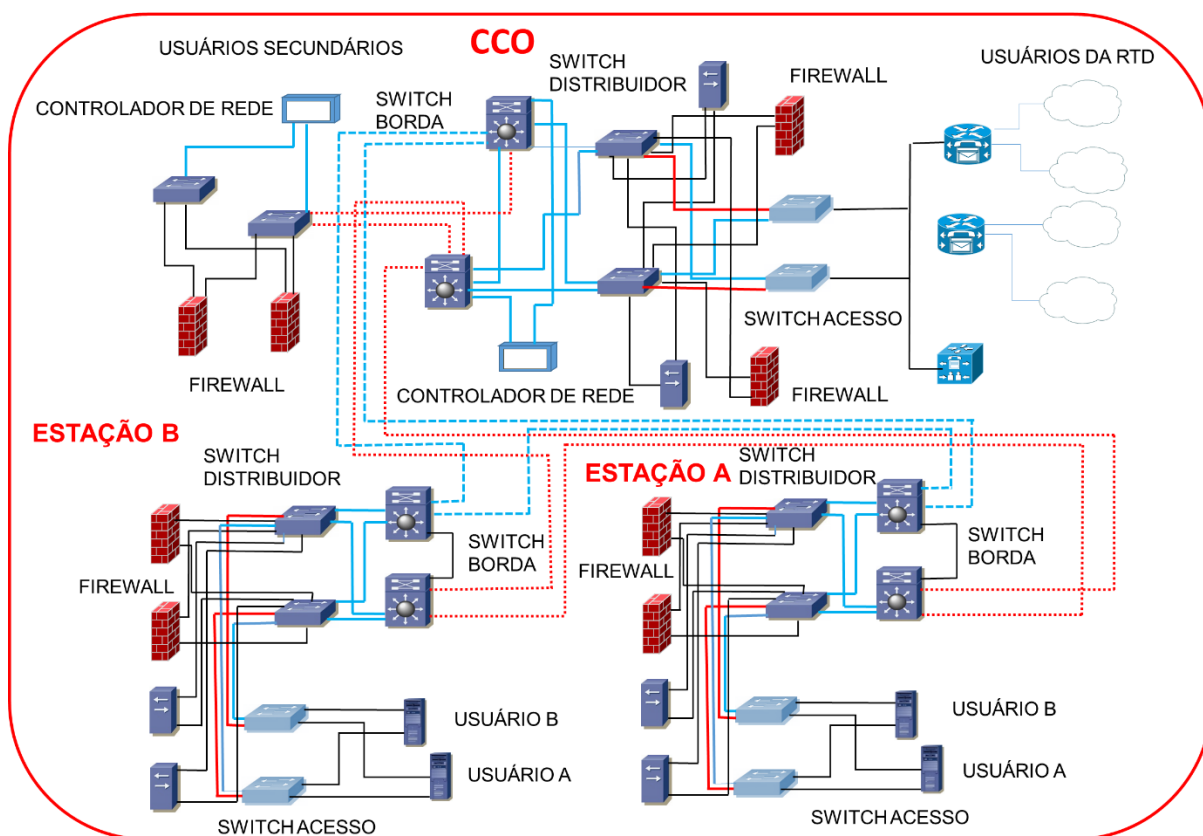 USUÁRIOS SECUNDÁRIOS
CCO
SWITCH
DISTRIBUIDOR
FIREWALL
USUÁRIOS DA RTD
CONTROLADOR DE REDE
SWITCH
BORDA
SWITCH ACESSO
FIREWALL
CONTROLADOR DE REDE
FIREWALL
ESTAÇÃO B
SWITCH
DISTRIBUIDOR
FIREWALL
SWITCH
BORDA
USUÁRIO B
USUÁRIO A
SWITCH ACESSO
ESTAÇÃO A
SWITCH
DISTRIBUIDOR
FIREWALL
SWITCH
BORDA
USUÁRIO B
USUÁRIO A
SWITCH ACESSO